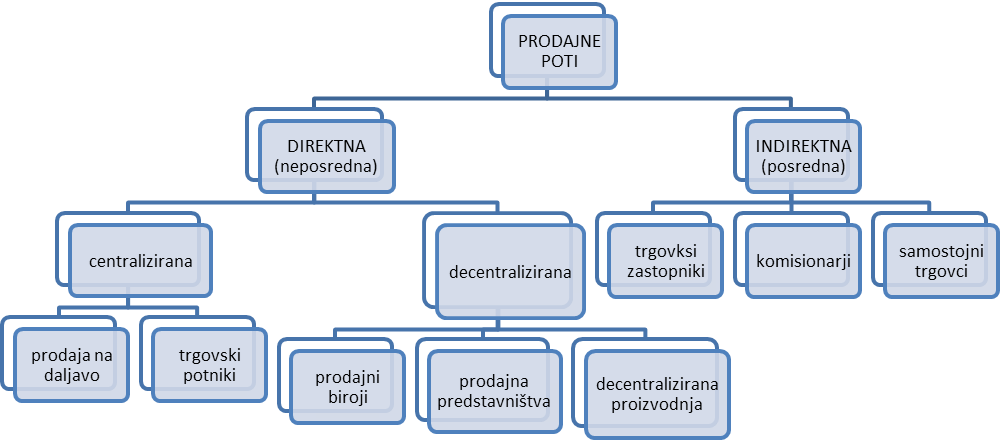 PRODAJNE
POTI
DIREKTNA
(neposredna)
INDIREKTNA
(posredna)
centralizirana
decentralizirana
trgovksi
zastopniki
komisionarji
samostojni
trgovci
prodaja na
daljavo
trgovski
potniki
prodajni
biroji
prodajna
predstavništva
decentralizirana
proizvodnja